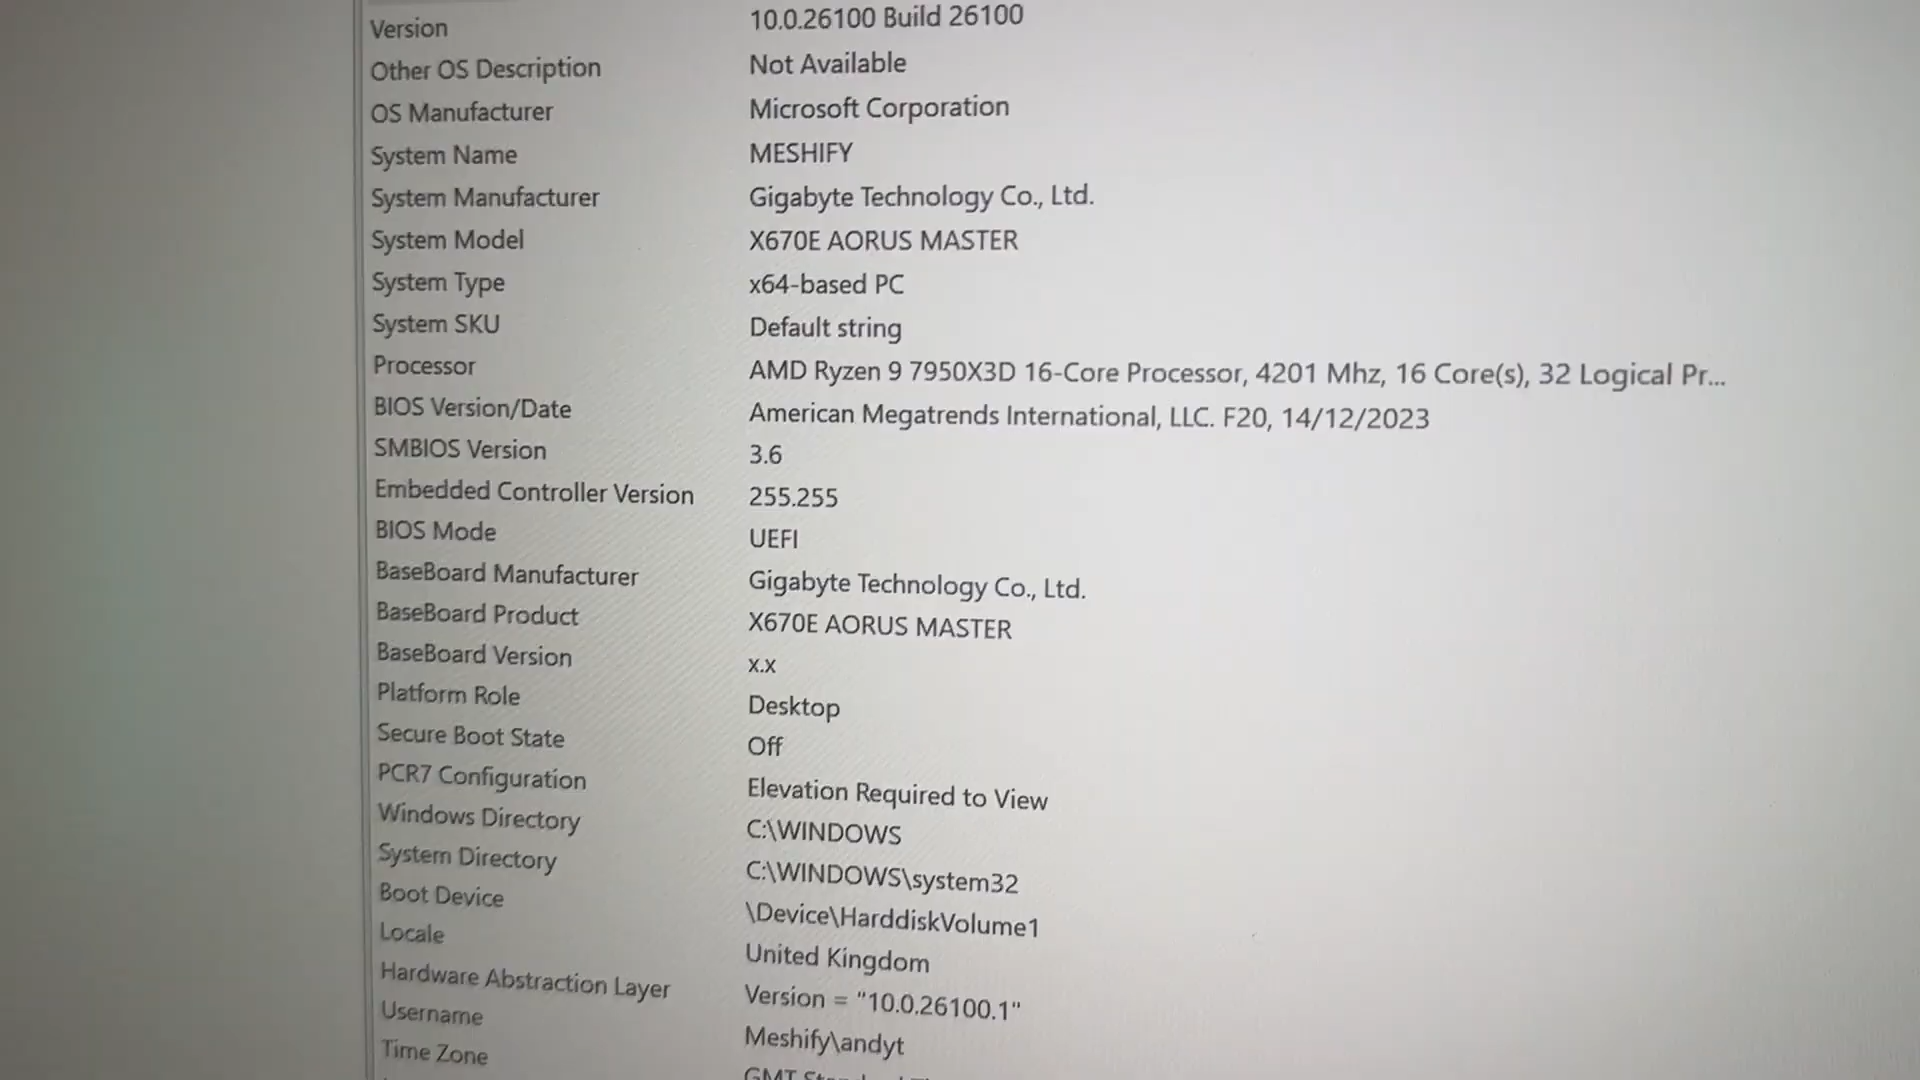 Version 10.0.26100 Build 26100
Other OS Description Not Available
OS Manufacturer Microsoft Corporation
System Name MESHIFY
System Manufacturer Gigabyte Technology Co., Ltd.
System Model X670E AORUS MASTER
System Type x64-based PC
System SKU Default string
Processor AMD Ryzen 9 7950X3D 16-Core Processor, 4201 Mhz, 16 Core(s), 32 Logical Pr...
BIOS Version/Date American Megatrends International, LLC. F20, 14/12/2023
SMBIOS Version 3.6
Embedded Controller Version 255.255
BIOS Mode UEFI
BaseBoard Manufacturer Gigabyte Technology Co., Ltd.
BaseBoard Product X670E AORUS MASTER
BaseBoard Version x.x
Platform Role Desktop
Secure Boot State Off
PCR7 Configuration Elevation Required to View
Windows Directory C:\WINDOWS
System Directory C:\WINDOWS\system32
Boot Device \Device\HarddiskVolume1
Locale United Kingdom
Hardware Abstraction Layer Version = "10.0.26100.1"
Username Meshify\andyt
Time Zone GMT